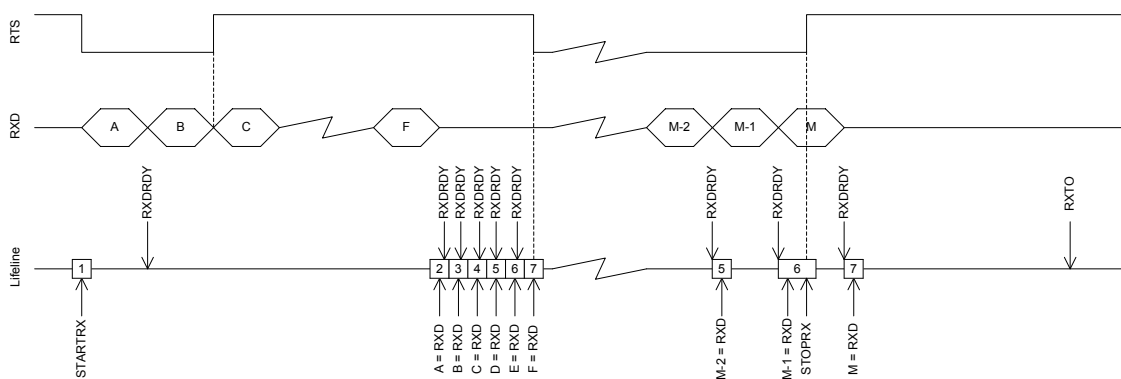 RTS
RXD
A
B
C
F
M-2
M-1
M
Lifeline
RXDRDY
RXDRDY
RXDRDY
RXDRDY
RXDRDY
RXDRDY
RXDRDY
RXDRDY
RXDRDY
RXTO
1
2
3
4
5
6
7
5
6
7
STARTRX
A = RXD
B = RXD
C = RXD
D = RXD
E = RXD
F = RXD
M-2 = RXD
M-1 = RXD
STOPRX
M = RXD